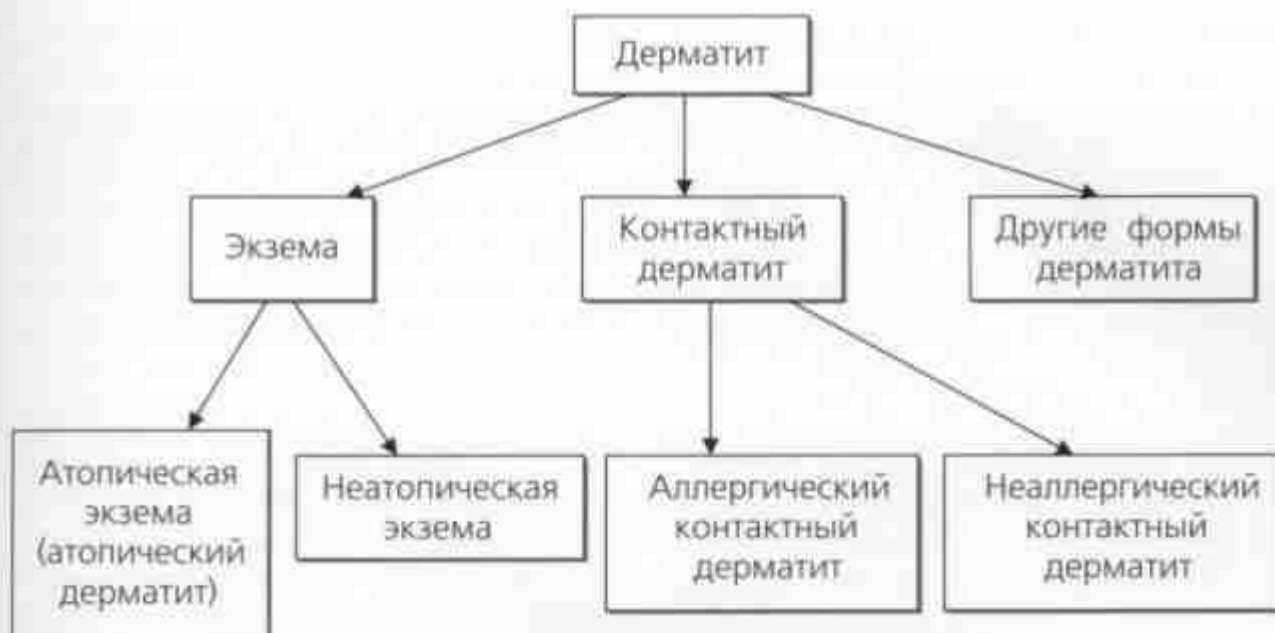 Дерматит
Экзема
Контактный
дерматит
Другие формы
дерматита
Атопическая
экзема
(атопический
дерматит)
Неатопическая
экзема
Аллергический
контактный
дерматит
Неаллергический
контактный
дерматит